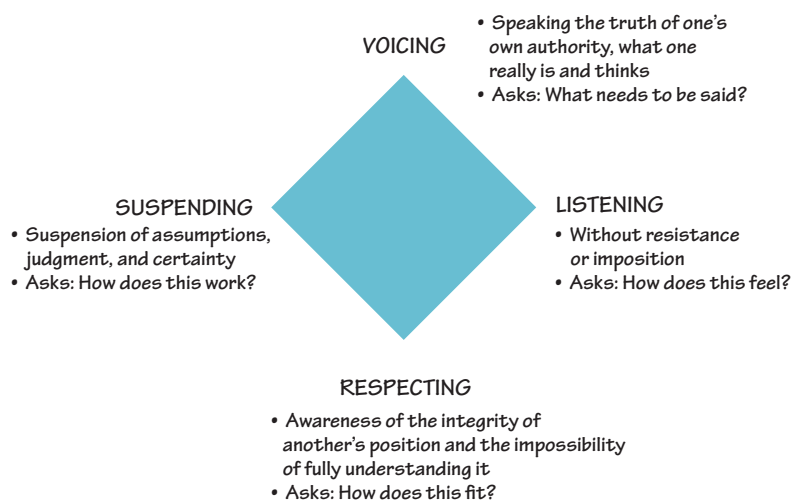 VOICING
• Speaking the truth of one's
own authority, what one
really is and thinks
• Asks: What needs to be said?
SUSPENDING
• Suspension of assumptions,
judgment, and certainty
• Asks: How does this work?
LISTENING
• Without resistance
or imposition
• Asks: How does this feel?
RESPECTING
• Awareness of the integrity of
another's position and the impossibility
of fully understanding it
• Asks: How does this fit?